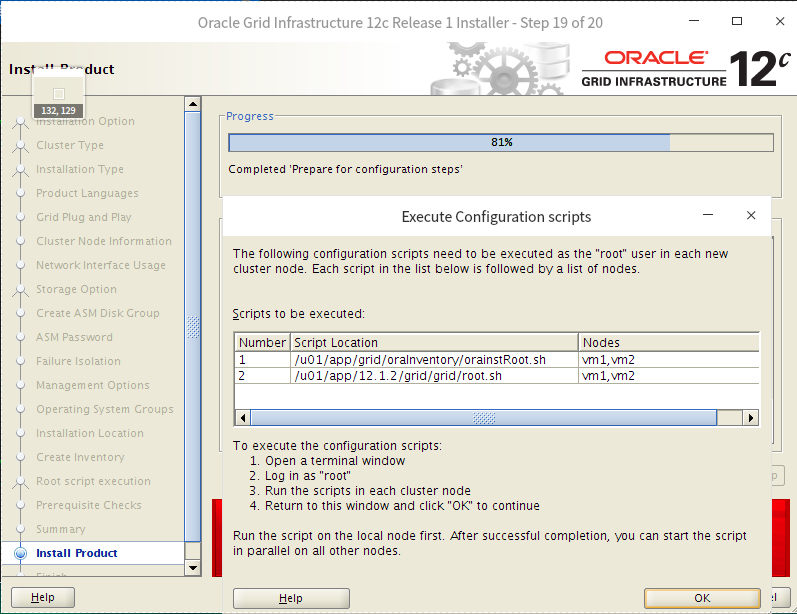 Oracle Grid Infrastructure 12c Release 1 Installer - Step 19 of 20
Install Product
ORACLE®
GRID INFRASTRUCTURE 12c
132, 129
Installation Option
Cluster Type
Installation Type
Product Languages
Grid Plug and Play
Cluster Node Information
Network Interface Usage
Storage Option
Create ASM Disk Group
ASM Password
Failure Isolation
Management Options
Operating System Groups
Installation Location
Create Inventory
Root script execution
Prerequisite Checks
Summary
Install Product
Finish
Help
Progress
81%
Completed 'Prepare for configuration steps'
Execute Configuration scripts
The following configuration scripts need to be executed as the "root" user in each new
cluster node. Each script in the list below is followed by a list of nodes.
Scripts to be executed:
Number Script Location Nodes
1 /u01/app/grid/oraInventory/orainstRoot.sh vm1,vm2
2 /u01/app/12.1.2/grid/grid/root.sh vm1,vm2
To execute the configuration scripts:
1. Open a terminal window
2. Log in as "root"
3. Run the scripts in each cluster node
4. Return to this window and click "OK" to continue
Run the script on the local node first. After successful completion, you can start the script
in parallel on all other nodes.
Help OK